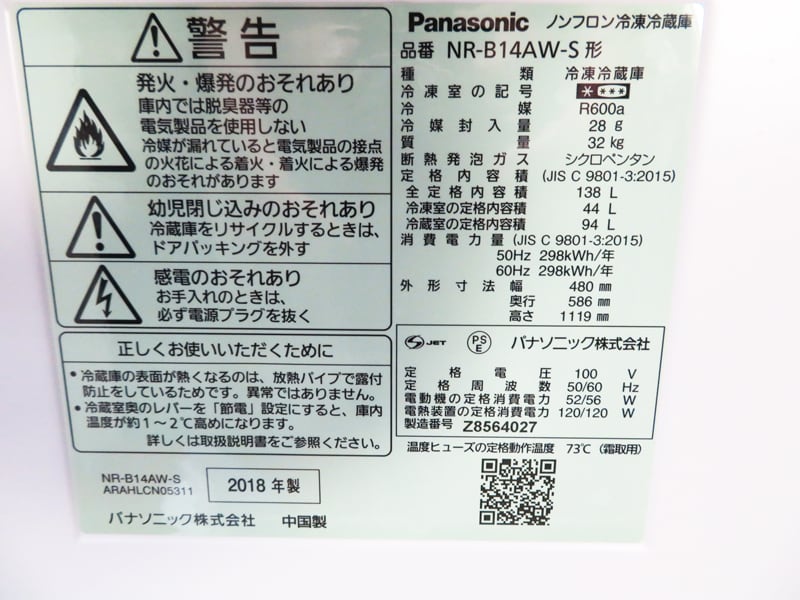 警告
発火・爆発のおそれあり
庫内では脱臭器等の
電気製品を使用しない
冷媒が漏れていると電気製品の接点
の火花による着火・着火による爆発
のおそれがあります
幼児閉じ込みのおそれあり
冷蔵庫をリサイクルするときは、
ドアパッキングを外す
感電のおそれあり
お手入れのときは、
必ず電源プラグを抜く
正しくお使いいただくために
・冷蔵庫の表面が熱くなるのは、放熱パイプで露付
防止をしているためです。異常ではありません。
・冷蔵室奥のレバーを「節電」設定にすると、庫内
温度が約1~2℃高めになります。
詳しくは取扱説明書をご参照ください。
NR-B14AW-S
ARAHLCN05311
2018年製
パナソニック株式会社 中国製
Panasonic ノンフロン冷凍冷蔵庫
品番 NR-B14AW-S 形
種類 冷凍冷蔵庫
冷凍室の記号 ****
冷媒 R600a
冷媒封入量 28 g
質量 32 kg
断熱発泡ガス シクロペンタン
定格内容積 (JIS C 9801-3:2015)
全定格内容積 138 L
冷凍室の定格内容積 44 L
冷蔵室の定格内容積 94 L
消費電力量 (JIS C 9801-3:2015)
50Hz 298kWh/年
60Hz 298kWh/年
外形寸法 幅 480 mm
奥行 586 mm
高さ 1119 mm
S JET PS E パナソニック株式会社
定格電圧 100 V
定格周波数 50/60 Hz
電動機の定格消費電力 52/56 W
電熱装置の定格消費電力 120/120 W
製造番号 Z8564027
温度ヒューズの定格動作温度 73℃ (霜取用)